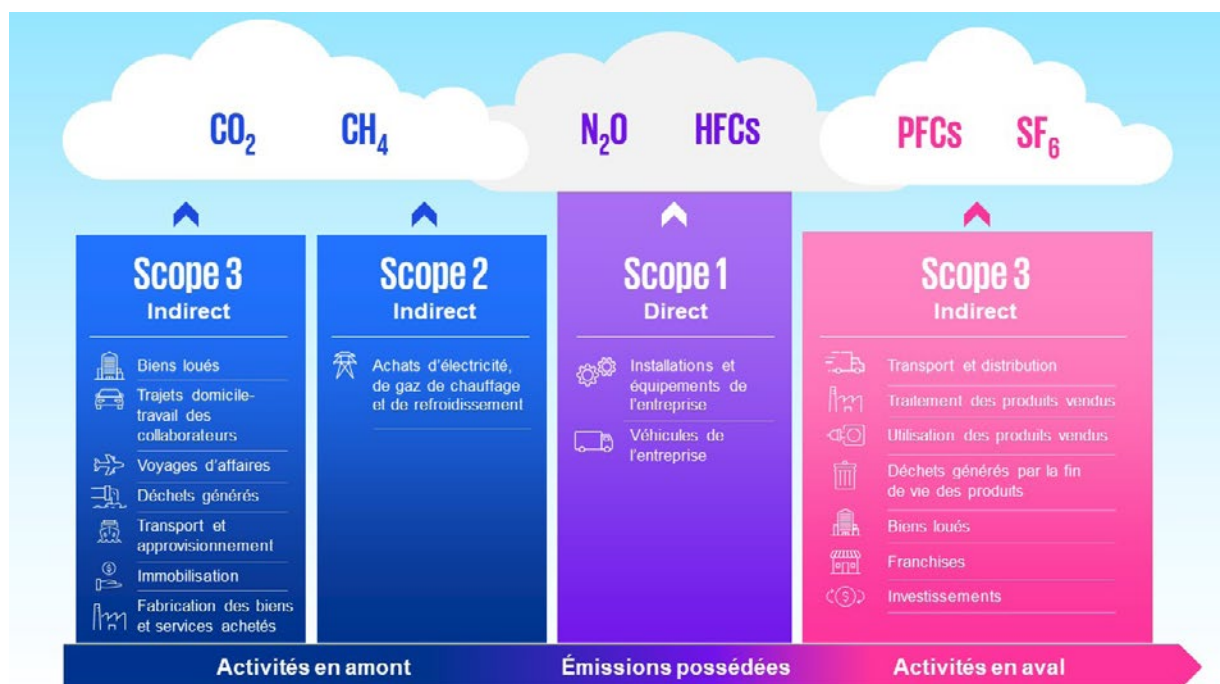 CO₂
CH₄
N₂O
HFCs
PFCs
SF₆
Scope 3
Indirect
Biens loués
Trajets domicile-
travail des
collaborateurs
Voyages d'affaires
Déchets générés
Transport et
approvisionnement
Immobilisation
Fabrication des biens
et services achetés
Scope 2
Indirect
Achats d'électricité,
de gaz de chauffage
et de refroidissement
Scope 1
Direct
Installations et
équipements de
l'entreprise
Véhicules de
l'entreprise
Scope 3
Indirect
Transport et distribution
Traitement des produits vendus
Utilisation des produits vendus
Déchets générés par la fin
de vie des produits
Biens loués
Franchises
Investissements
Activités en amont
Émissions possédées
Activités en aval